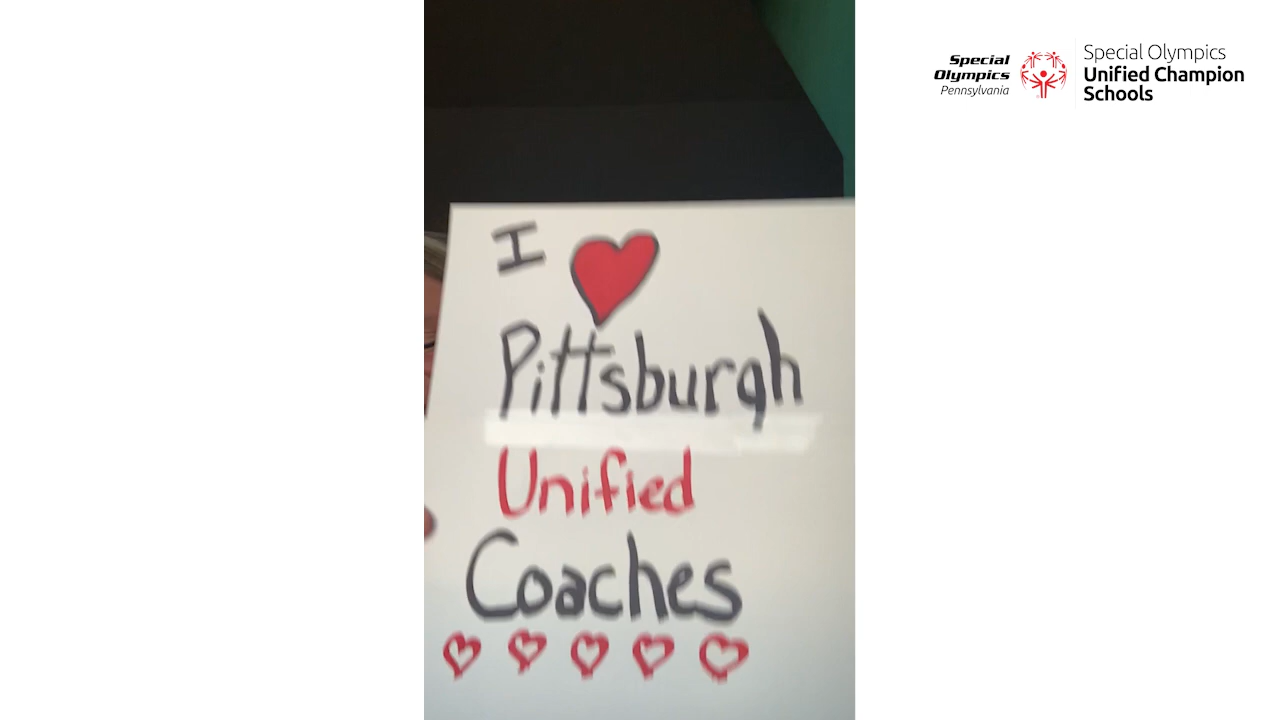 Special
Olympics
Pennsylvania
Special Olympics
Unified Champion
Schools
I ❤
Pittsburgh
Unified
Coaches